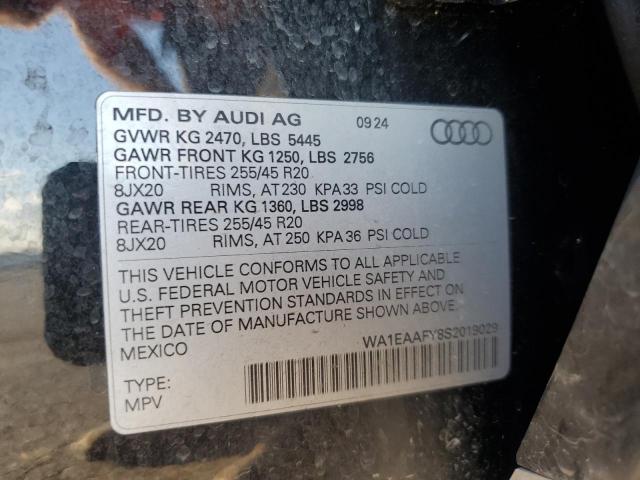 MFD. BY AUDI AG 09 24
GVWR KG 2470, LBS 5445
GAWR FRONT KG 1250, LBS 2756
FRONT-TIRES 255/45 R20
8JX20 RIMS, AT 230 KPA 33 PSI COLD
GAWR REAR KG 1360, LBS 2998
REAR-TIRES 255/45 R20
8JX20 RIMS, AT 250 KPA 36 PSI COLD
THIS VEHICLE CONFORMS TO ALL APPLICABLE
U.S. FEDERAL MOTOR VEHICLE SAFETY AND
THEFT PREVENTION STANDARDS IN EFFECT ON
THE DATE OF MANUFACTURE SHOWN ABOVE.
MEXICO
WA1EAAFY8S2019029
TYPE:
MPV